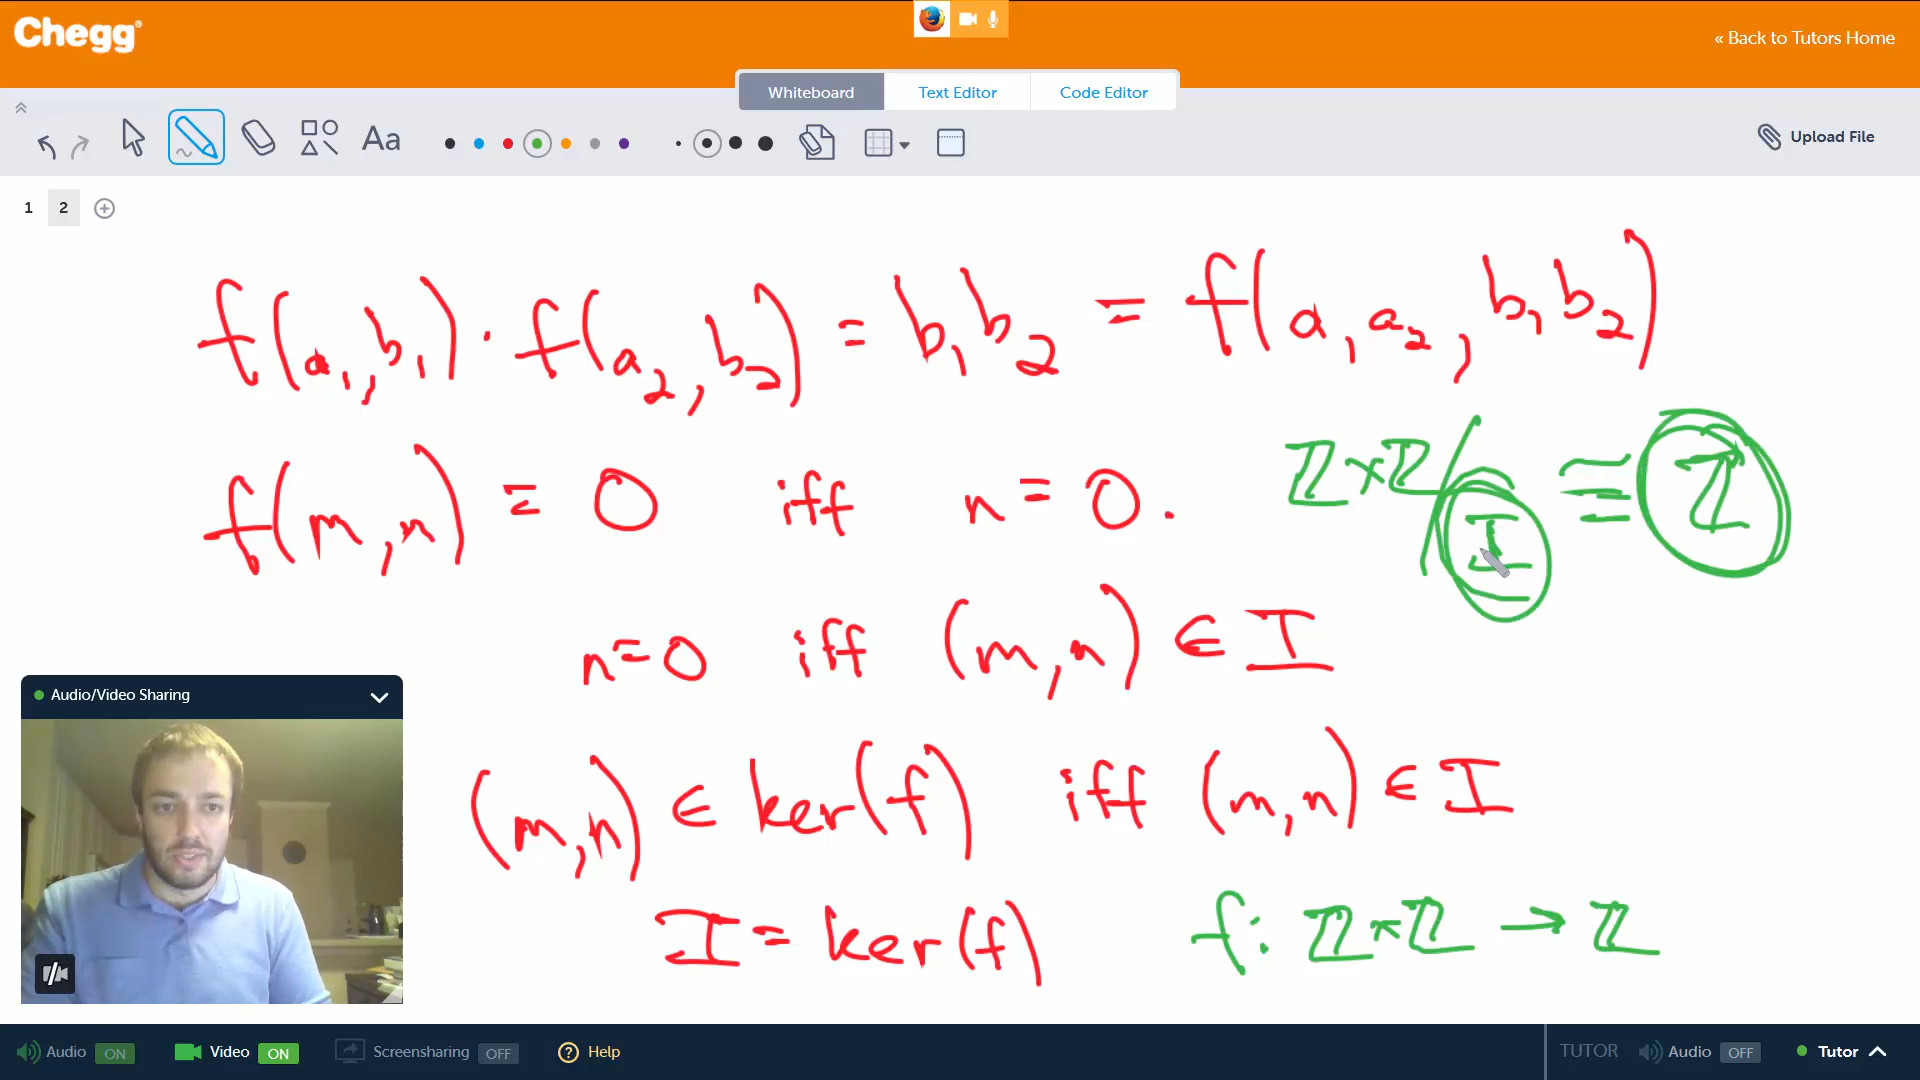 Chegg
« Back to Tutors Home
Whiteboard Text Editor Code Editor
Aa
Upload File
1 2
f(a₁,b₁) · f(a₂,b₂) = b₁b₂ = f(a₁a₂,b₁b₂)
f(m,n) = 0 iff n = 0.
ℤ×ℤ/I ≅ ℤ
n=0 iff (m,n) ∈ I
(m,n) ∈ ker(f) iff (m,n) ∈ I
I = ker(f)
f: ℤ×ℤ → ℤ
Audio/Video Sharing
Audio ON Video ON Screensharing OFF ? Help TUTOR Audio OFF Tutor